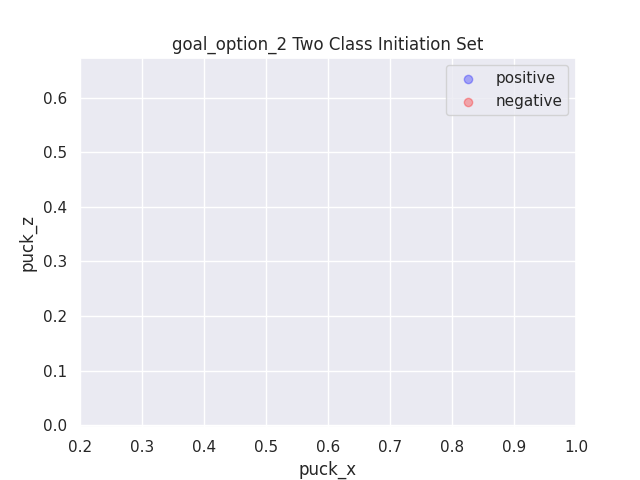 goal_option_2 Two Class Initiation Set
positive
negative
0.6
0.5
0.4
0.3
0.2
0.1
0.0
puck_z
0.2 0.3 0.4 0.5 0.6 0.7 0.8 0.9 1.0
puck_x